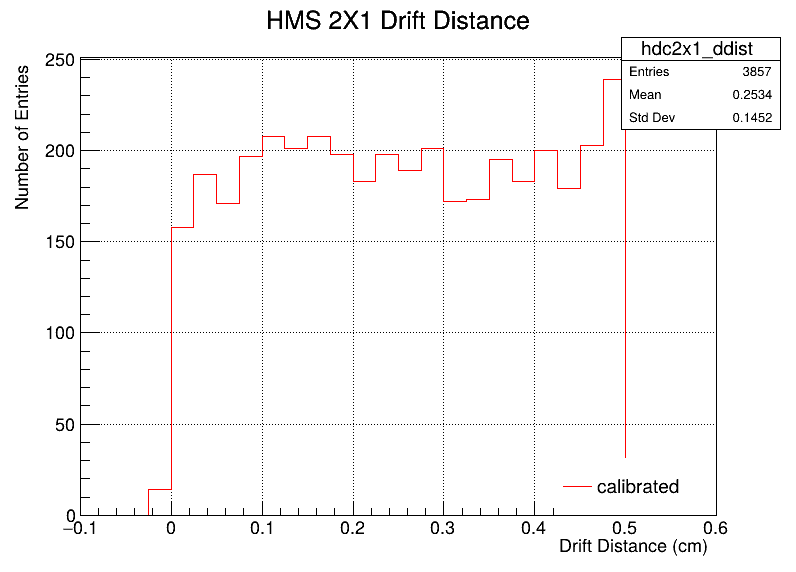 HMS 2X1 Drift Distance
hdc2x1_ddist
Entries 3857
Mean 0.2534
Std Dev 0.1452
Number of Entries
250
200
150
100
50
0
calibrated
−0.1 0 0.1 0.2 0.3 0.4 0.5 0.6
Drift Distance (cm)